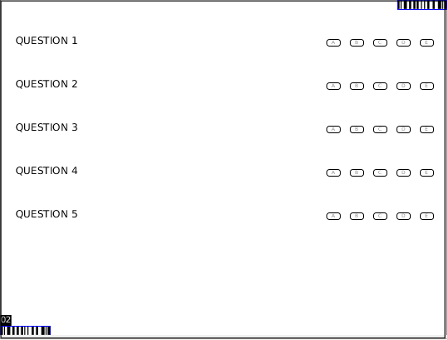 QUESTION 1 A B C D E
QUESTION 2 A B C D E
QUESTION 3 A B C D E
QUESTION 4 A B C D E
QUESTION 5 A B C D E
02